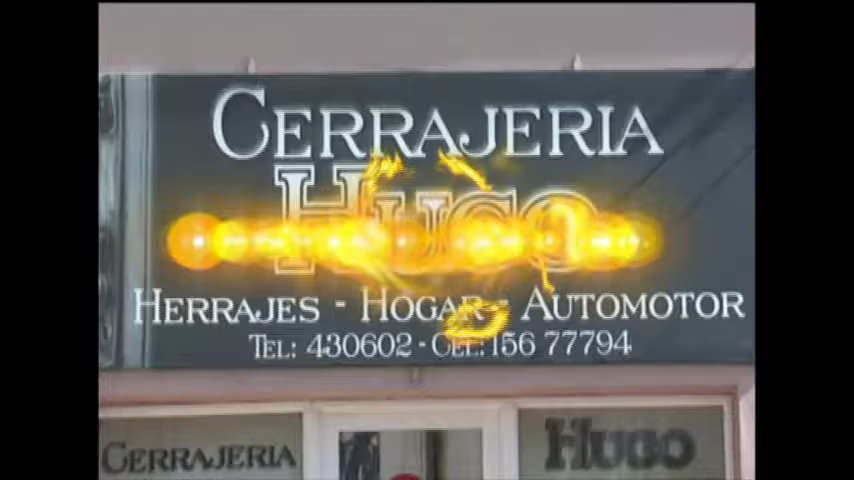 CERRAJERIA
HUGO
HERRAJES - HOGAR - AUTOMOTOR
TEL: 430602 - CEL: 156 77794
CERRAJERIA
HUGO